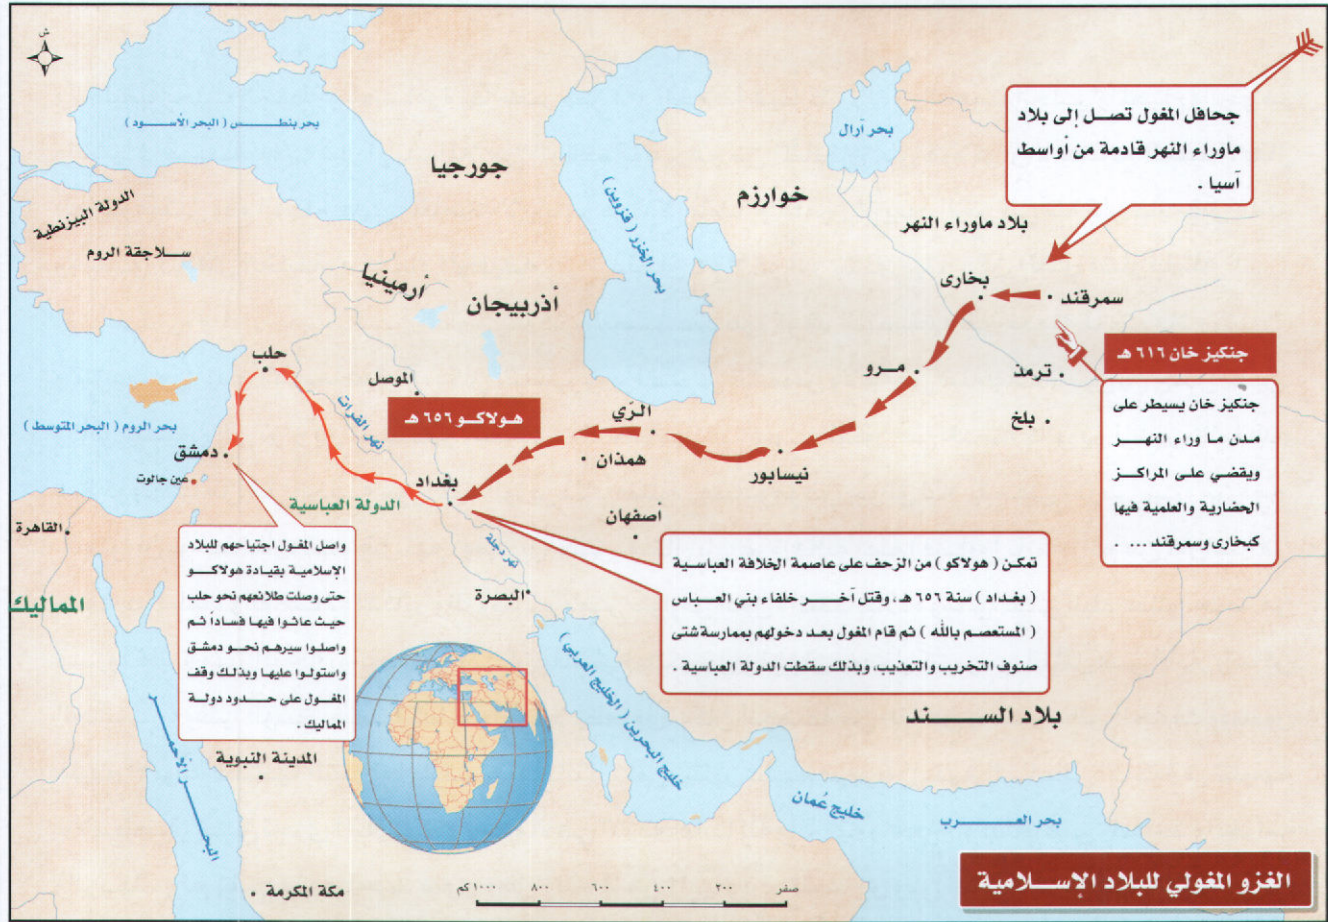 ش
جحافل المغول تصل إلى بلاد
ماوراء النهر قادمة من أواسط
آسيا .
بحر بنطس ( البحر الأسود )
جورجيا
بحر آرال
خوارزم
بحر الخزر ( قزوين )
بلاد ماوراء النهر
الدولة البيزنطية
سلاجقة الروم
أرمينيا
أذربيجان
بخارى
سمرقند
جنكيز خان ٦١٦ هـ
ترمذ
مرو
جنكيز خان يسيطر على
مدن ما وراء النهر
ويقضي على المراكز
الحضارية والعلمية فيها
كبخارى وسمرقند ... .
بلخ
حلب
الموصل
هولاكو ٦٥٦ هـ
الري
همذان
نيسابور
نهر الفرات
بحر الروم ( البحر المتوسط )
دمشق
عين جالوت
بغداد
الدولة العباسية
أصفهان
القاهرة
نهر دجلة
البصرة
المماليك
واصل المغول اجتياحهم للبلاد
الإسلامية بقيادة هولاكو
حتى وصلت طلائعهم نحو حلب
حيث عاثوا فيها فساداً ثم
واصلوا سيرهم نحو دمشق
واستولوا عليها وبذلك وقف
المغول على حدود دولة
المماليك .
تمكن ( هولاكو ) من الزحف على عاصمة الخلافة العباسية
( بغداد ) سنة ٦٥٦ هـ ، وقتل آخر خلفاء بني العباس
( المستعصم بالله ) ثم قام المغول بعد دخولهم بممارسة شتى
صنوف التخريب والتعذيب، وبذلك سقطت الدولة العباسية .
بلاد السند
خليج البحرين ( الخليج العربي )
المدينة النبوية
البحر الأحمر
خليج عُمان
بحر العرب
مكة المكرمة
صفر ٢٠٠ ٤٠٠ ٦٠٠ ٨٠٠ ١٠٠٠ كم
الغزو المغولي للبلاد الإسلامية